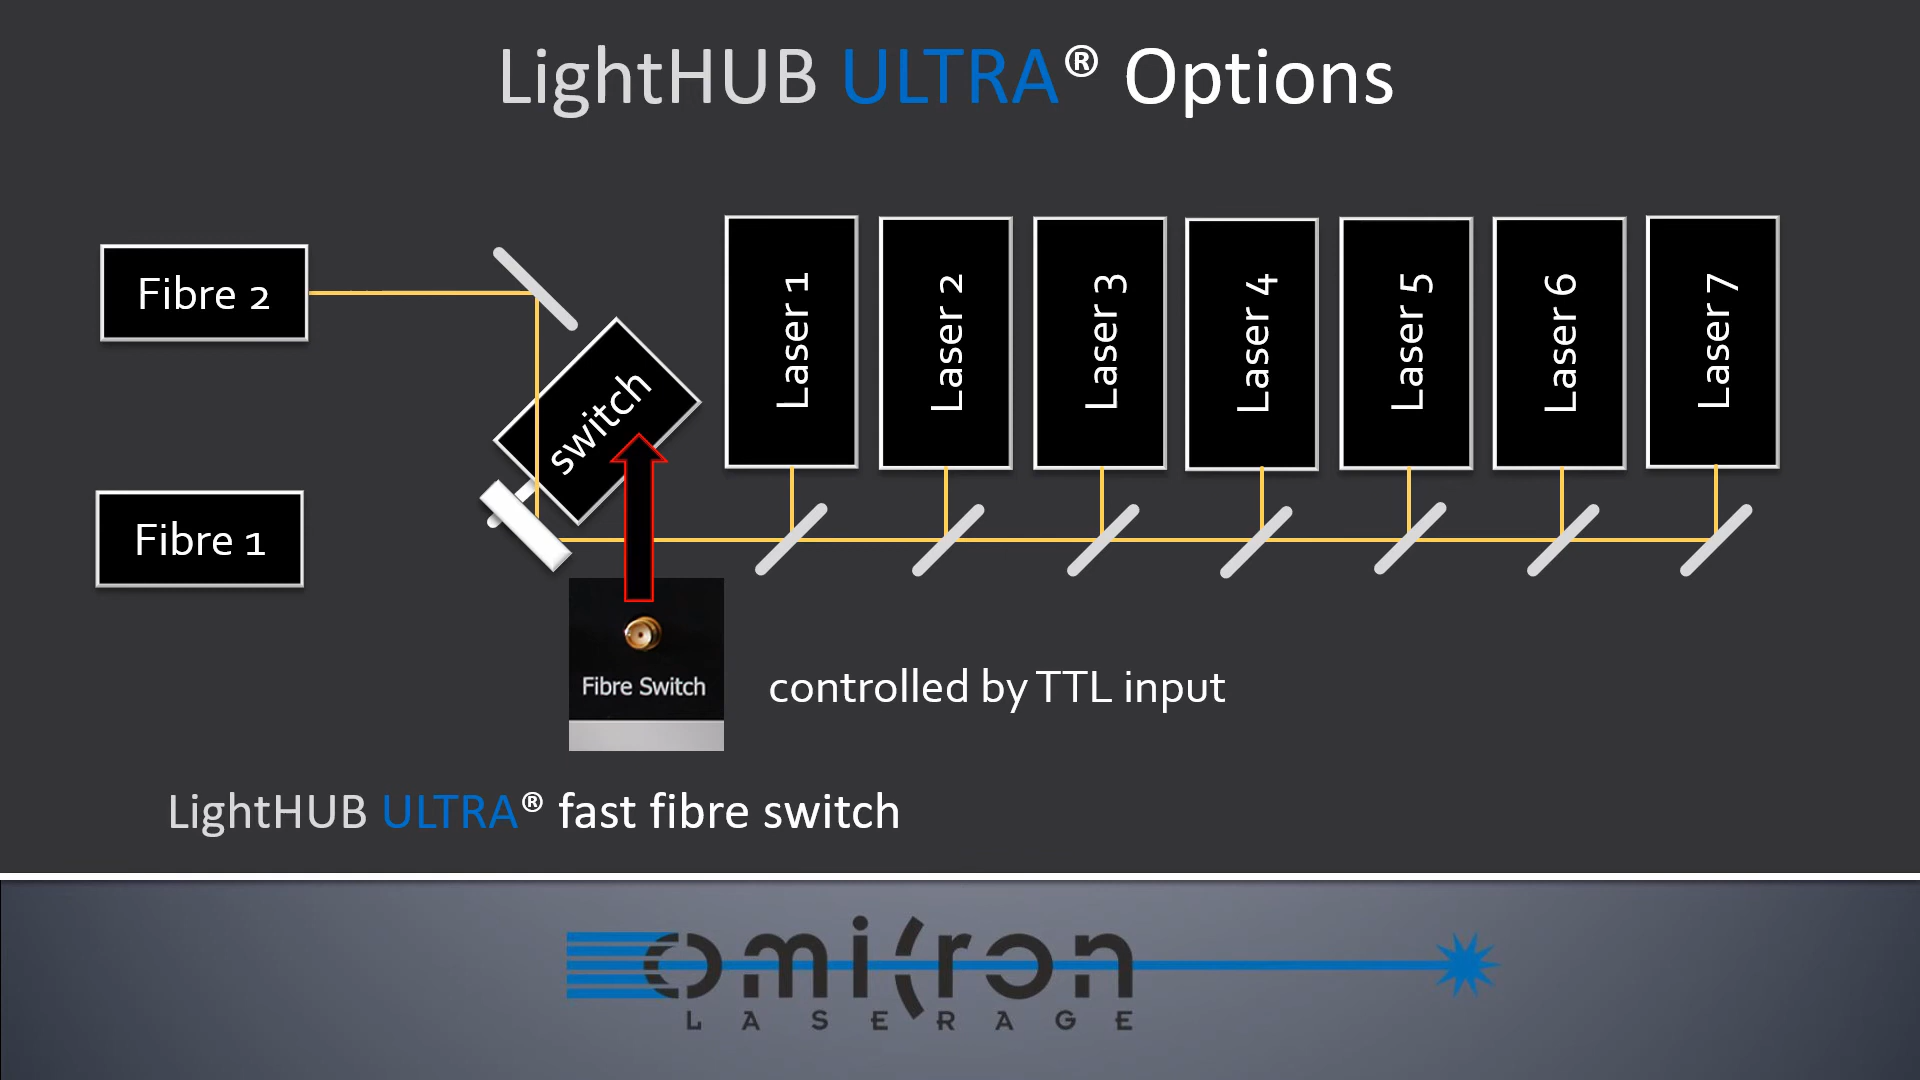 LightHUB ULTRA® Options
Fibre 2
Fibre 1
switch
Laser 1
Laser 2
Laser 3
Laser 4
Laser 5
Laser 6
Laser 7
Fibre Switch
controlled by TTL input
LightHUB ULTRA® fast fibre switch
omicron
LASERAGE